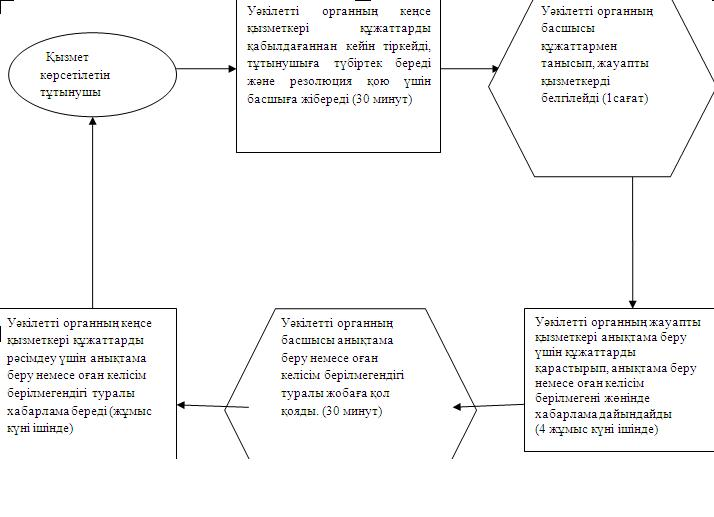 Қызмет
көрсетілетін
тұтынушы
Уәкілетті органның кеңсе
қызметкері құжаттарды
қабылдағаннан кейін тіркейді,
тұтынушыға түбіртек береді
және резолюция қою үшін
басшыға жібереді (30 минут)
Уәкілетті органның
басшысы
құжаттармен
танысып, жауапты
қызметкерді
белгілейді (1сағат)
Уәкілетті органның жауапты
қызметкері анықтама беру
үшін құжаттарды
қарастырып, анықтама беру
немесе оған келісім
берілмегені жөнінде
хабарлама дайындайды
(4 жұмыс күні ішінде)
Уәкілетті органның
басшысы анықтама
беру немесе оған
келісім берілмегендігі
туралы жобаға қол
қояды. (30 минут)
Уәкілетті органның кеңсе
қызметкері құжаттарды
рәсімдеу үшін анықтама
беру немесе оған келісім
берілмегендігі туралы
хабарлама береді (жұмыс
күні ішінде)